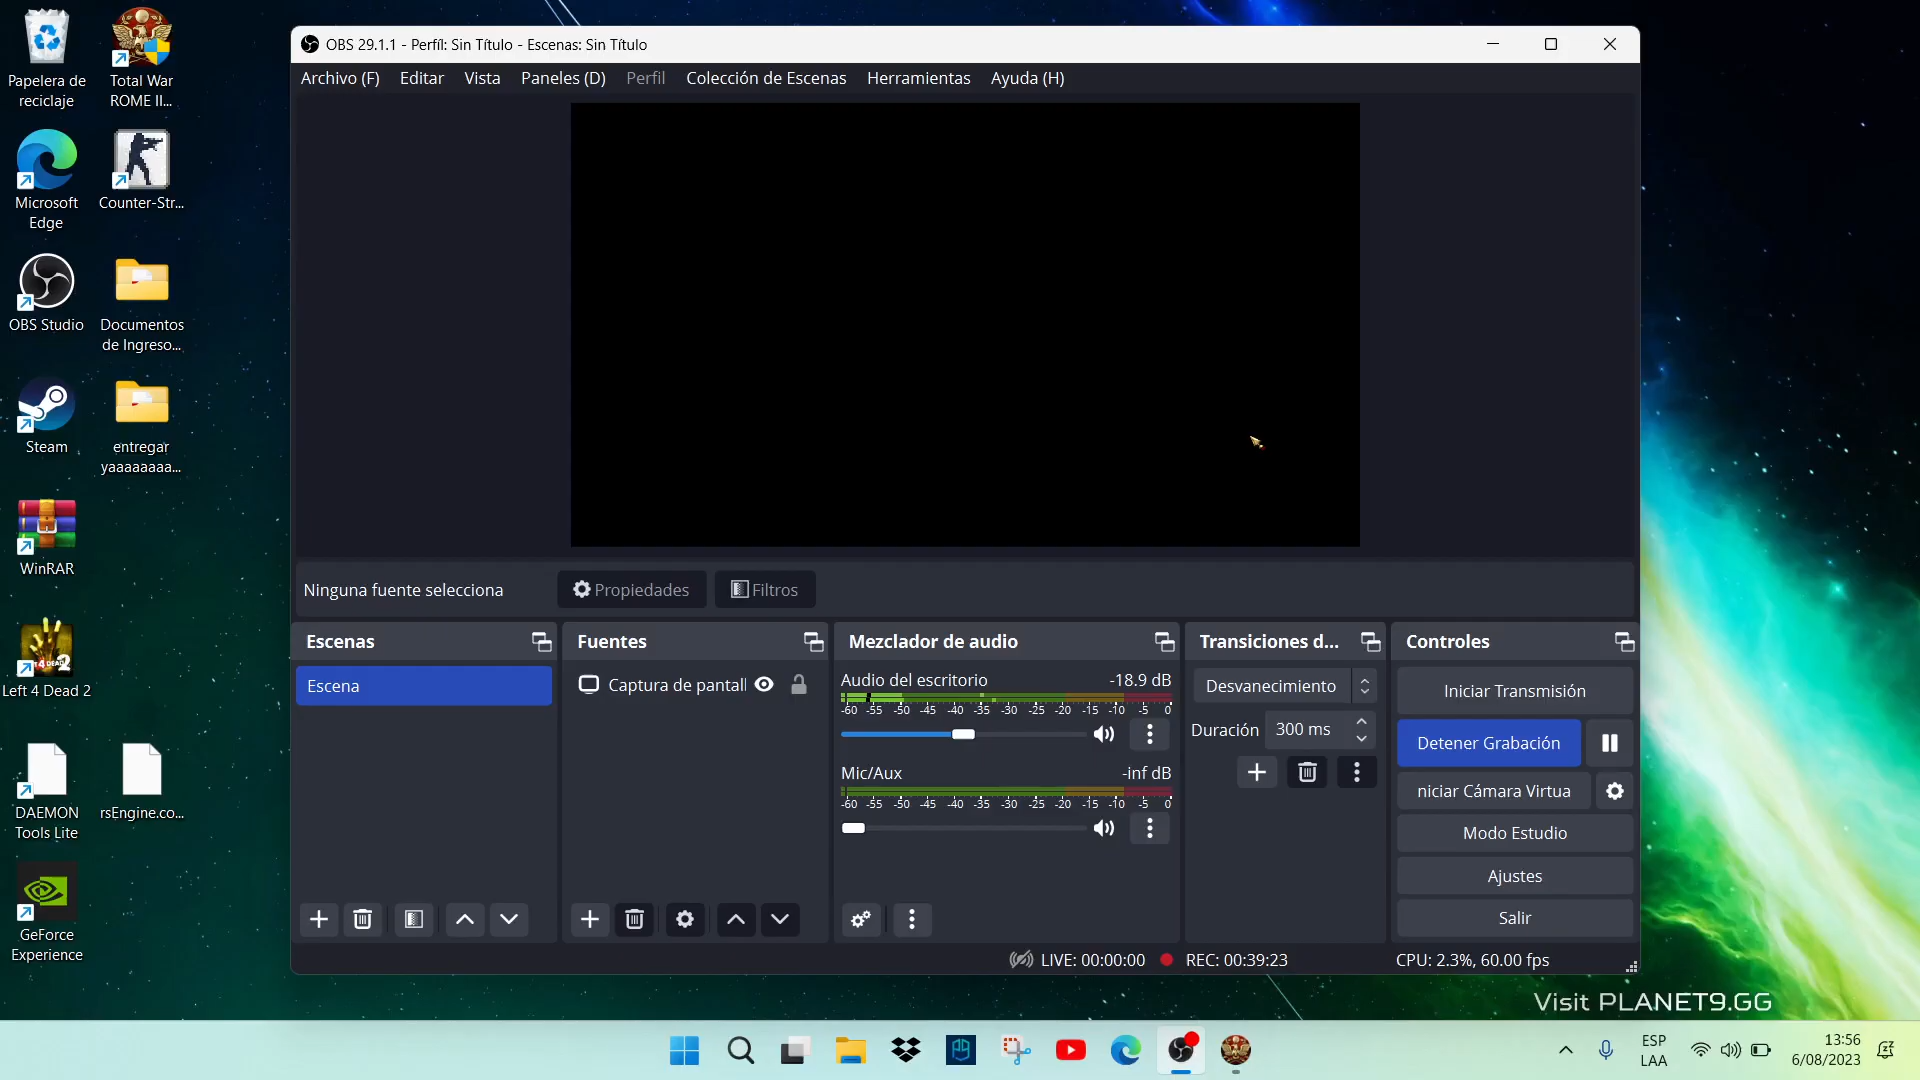 Papelera de
reciclaje
Total War
ROME II...
Microsoft
Edge
Counter-Str...
OBS Studio
Documentos
de Ingreso...
Steam
entregar
yaaaaaaaa...
WinRAR
Left 4 Dead 2
DAEMON
Tools Lite
rsEngine.co...
GeForce
Experience
OBS 29.1.1 - Perfíl: Sin Título - Escenas: Sin Título
Archivo (F) Editar Vista Paneles (D) Perfil Colección de Escenas Herramientas Ayuda (H)
Ninguna fuente selecciona Propiedades Filtros
Escenas
Escena
Fuentes
Captura de pantall
Mezclador de audio
Audio del escritorio -18.9 dB
-60 -55 -50 -45 -40 -35 -30 -25 -20 -15 -10 -5 0
Mic/Aux -inf dB
-60 -55 -50 -45 -40 -35 -30 -25 -20 -15 -10 -5 0
Transiciones d...
Desvanecimiento
Duración 300 ms
Controles
Iniciar Transmisión
Detener Grabación
niciar Cámara Virtua
Modo Estudio
Ajustes
Salir
LIVE: 00:00:00 REC: 00:39:23 CPU: 2.3%, 60.00 fps
Visit PLANET9.GG
ESP
LAA
13:56
6/08/2023